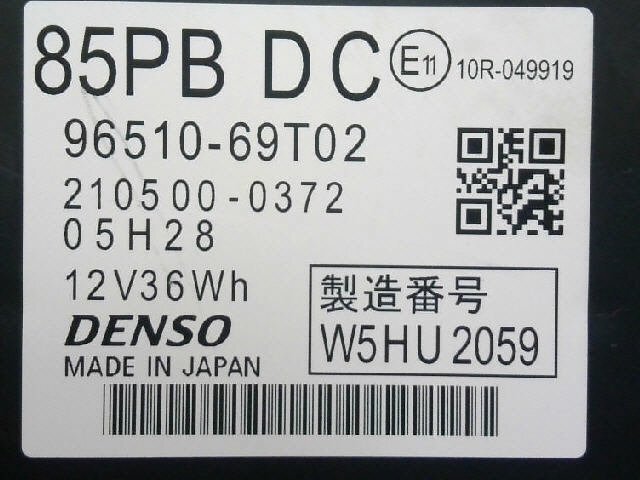 85PB DC E11 10R-049919
96510-69T02
210500-0372
05H28
12V36Wh
DENSO
MADE IN JAPAN
製造番号
W5HU 2059